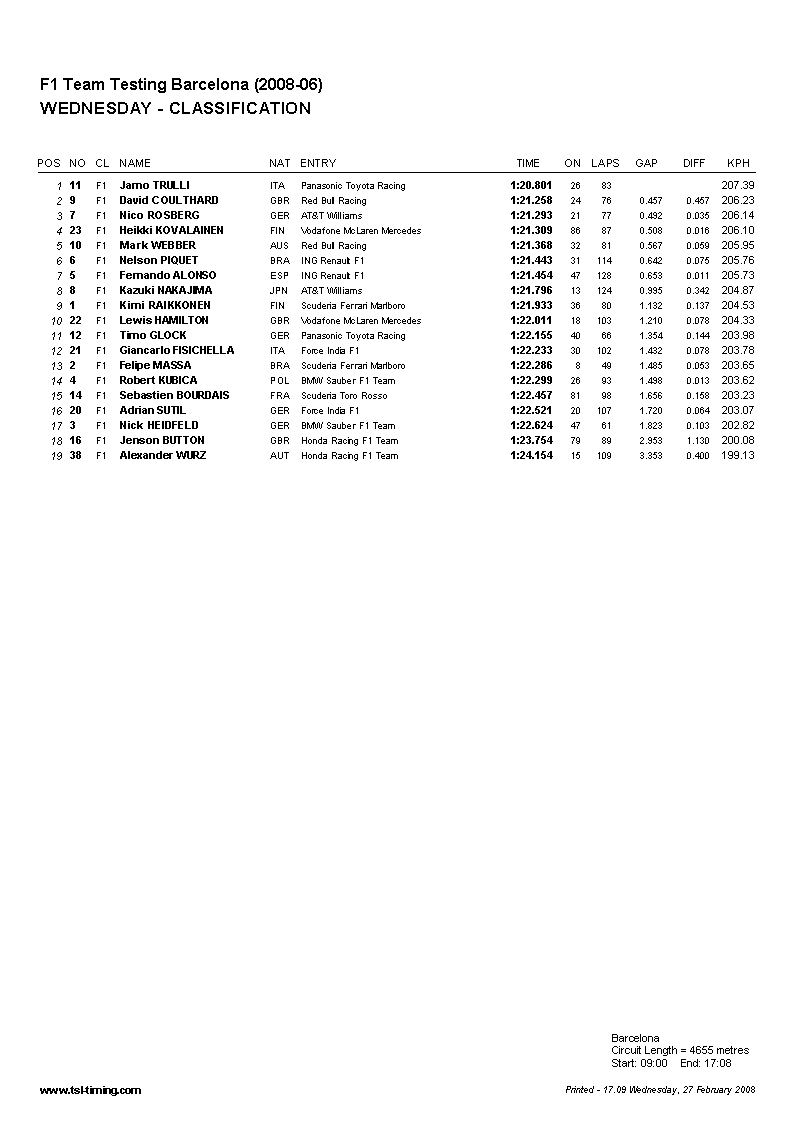 F1 Team Testing Barcelona (2008-06)
WEDNESDAY - CLASSIFICATION
POS NO CL NAME NAT ENTRY TIME ON LAPS GAP DIFF KPH
1 11 F1 Jarno TRULLI ITA Panasonic Toyota Racing 1:20.801 26 83 207.39
2 9 F1 David COULTHARD GBR Red Bull Racing 1:21.258 24 76 0.457 0.457 206.23
3 7 F1 Nico ROSBERG GER AT&T Williams 1:21.293 21 77 0.492 0.035 206.14
4 23 F1 Heikki KOVALAINEN FIN Vodafone McLaren Mercedes 1:21.309 86 87 0.508 0.016 206.10
5 10 F1 Mark WEBBER AUS Red Bull Racing 1:21.368 32 81 0.567 0.059 205.95
6 6 F1 Nelson PIQUET BRA ING Renault F1 1:21.443 31 114 0.642 0.075 205.76
7 5 F1 Fernando ALONSO ESP ING Renault F1 1:21.454 47 128 0.653 0.011 205.73
8 8 F1 Kazuki NAKAJIMA JPN AT&T Williams 1:21.796 13 124 0.995 0.342 204.87
9 1 F1 Kimi RAIKKONEN FIN Scuderia Ferrari Marlboro 1:21.933 36 80 1.132 0.137 204.53
10 22 F1 Lewis HAMILTON GBR Vodafone McLaren Mercedes 1:22.011 18 103 1.210 0.078 204.33
11 12 F1 Timo GLOCK GER Panasonic Toyota Racing 1:22.155 40 66 1.354 0.144 203.98
12 21 F1 Giancarlo FISICHELLA ITA Force India F1 1:22.233 30 102 1.432 0.078 203.78
13 2 F1 Felipe MASSA BRA Scuderia Ferrari Marlboro 1:22.286 8 49 1.485 0.053 203.65
14 4 F1 Robert KUBICA POL BMW Sauber F1 Team 1:22.299 26 93 1.498 0.013 203.62
15 14 F1 Sebastien BOURDAIS FRA Scuderia Toro Rosso 1:22.457 81 98 1.656 0.158 203.23
16 20 F1 Adrian SUTIL GER Force India F1 1:22.521 20 107 1.720 0.064 203.07
17 3 F1 Nick HEIDFELD GER BMW Sauber F1 Team 1:22.624 47 61 1.823 0.103 202.82
18 16 F1 Jenson BUTTON GBR Honda Racing F1 Team 1:23.754 79 89 2.953 1.130 200.08
19 38 F1 Alexander WURZ AUT Honda Racing F1 Team 1:24.154 15 109 3.353 0.400 199.13
Barcelona
Circuit Length = 4655 metres
Start: 09:00 End: 17:08
www.tsl-timing.com Printed - 17.09 Wednesday, 27 February 2008